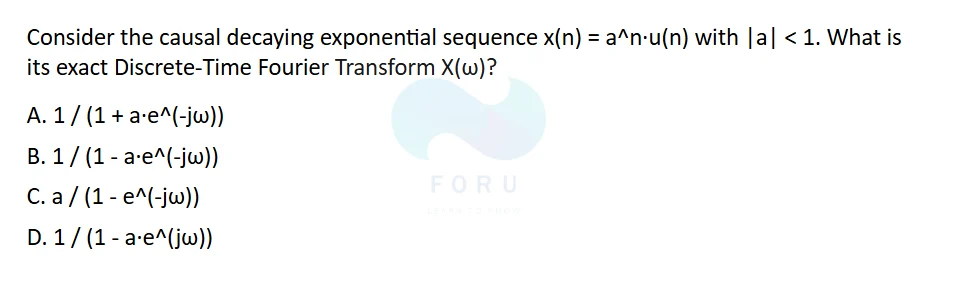 Consider the causal decaying exponential sequence x(n) = a^n·u(n) with |a| < 1. What is
its exact Discrete-Time Fourier Transform X(ω)?
A. 1 / (1 + a·e^(-jω))
B. 1 / (1 - a·e^(-jω))
C. a / (1 - e^(-jω))
D. 1 / (1 - a·e^(jω))
FORU